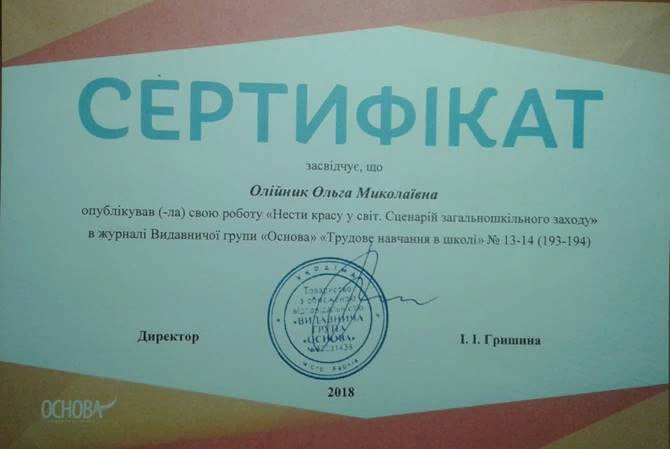 СЕРТИФІКАТ
засвідчує, що
Олійник Ольга Миколаївна
опублікував (-ла) свою роботу «Нести красу у світ. Сценарій загальношкільного заходу»
в журналі Видавничої групи «Основа» «Трудове навчання в школі» № 13-14 (193-194)
УКРАЇНА
Товариство
з обмеженою
відповідальністю
«ВИДАВНИЧА
ГРУПА
«ОСНОВА»
місто Харків
Директор
І. І. Гришина
2018
ОСНОВА